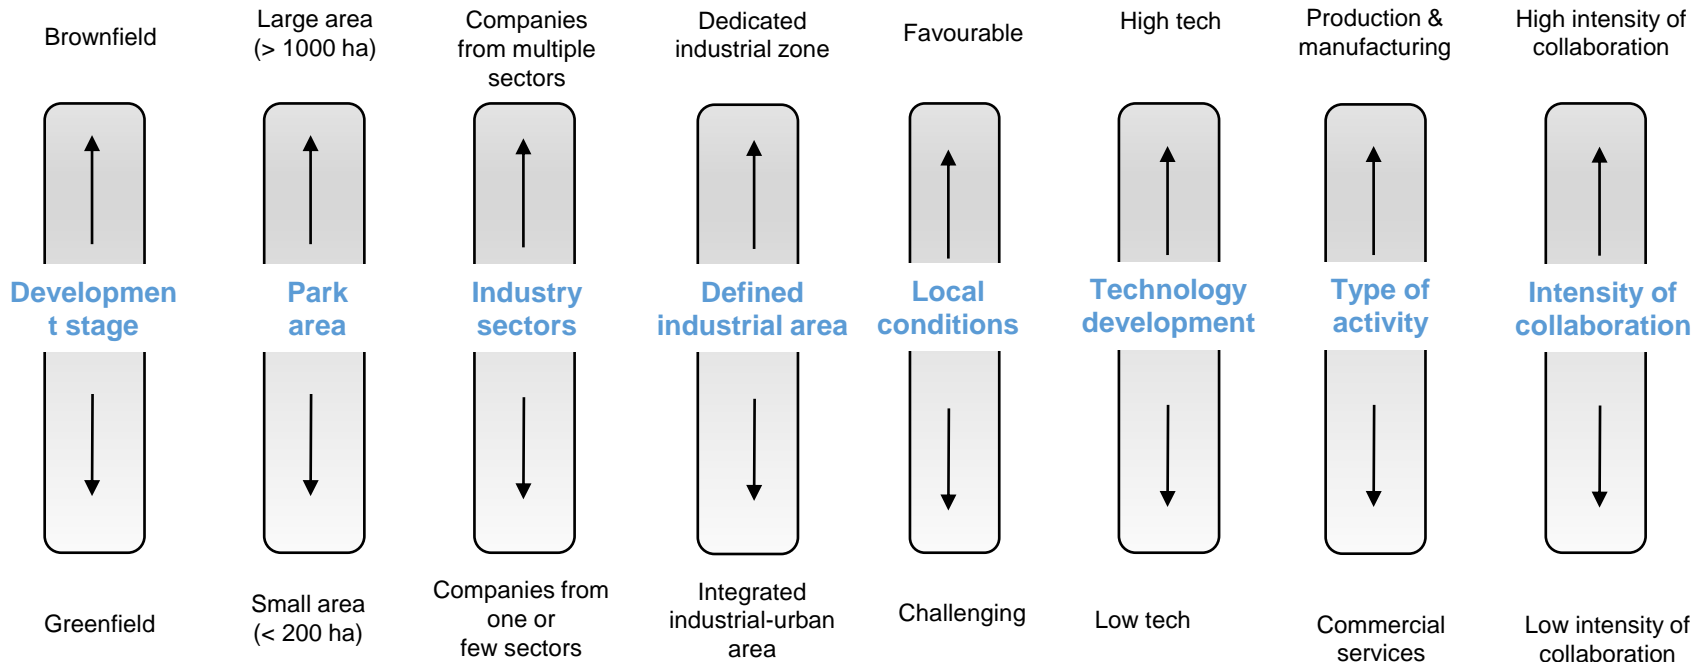 Brownfield
Large area
(> 1000 ha)
Companies
from multiple
sectors
Dedicated
industrial zone
Favourable
High tech
Production &
manufacturing
High intensity of
collaboration
Developmen
t stage
Park
area
Industry
sectors
Defined
industrial area
Local
conditions
Technology
development
Type of
activity
Intensity of
collaboration
Greenfield
Small area
(< 200 ha)
Companies from
one or
few sectors
Integrated
industrial-urban
area
Challenging
Low tech
Commercial
services
Low intensity of
collaboration